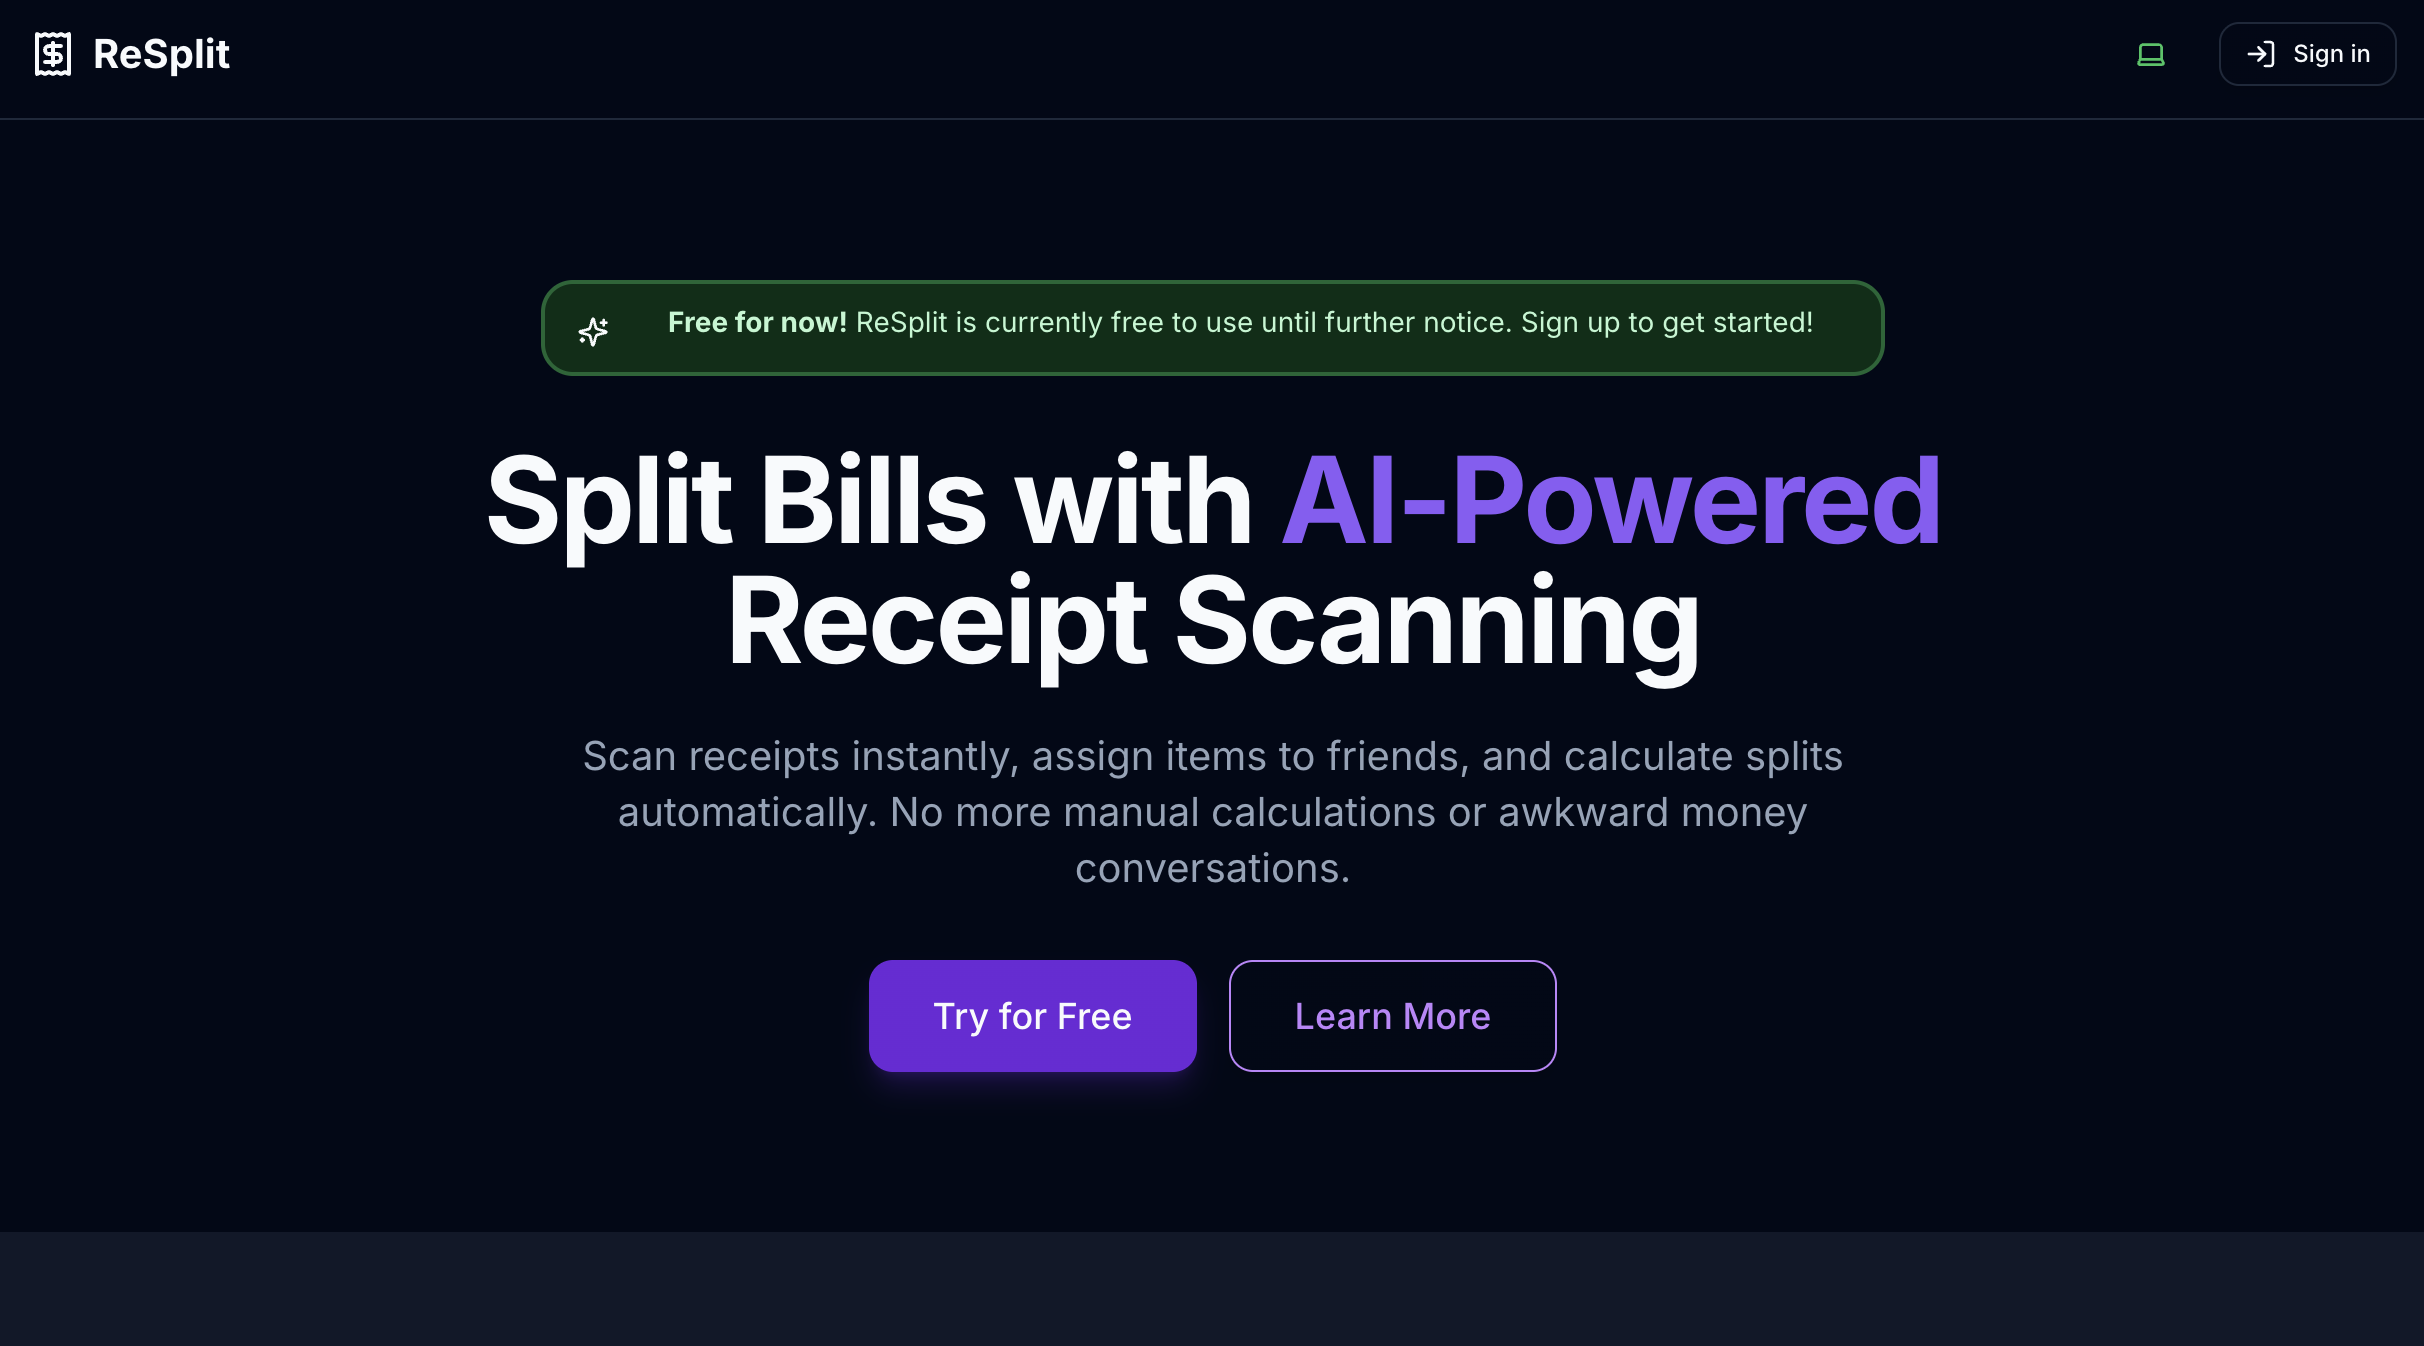 ReSplit
Sign in
Free for now! ReSplit is currently free to use until further notice. Sign up to get started!
Split Bills with AI-Powered
Receipt Scanning
Scan receipts instantly, assign items to friends, and calculate splits
automatically. No more manual calculations or awkward money
conversations.
Try for Free
Learn More